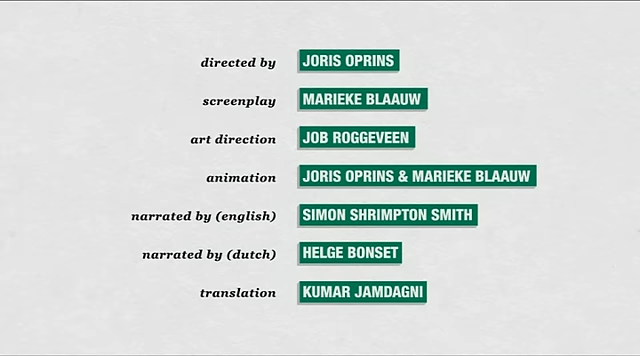 directed by JORIS OPRINS
screenplay MARIEKE BLAAUW
art direction JOB ROGGEVEEN
animation JORIS OPRINS & MARIEKE BLAAUW
narrated by (english) SIMON SHRIMPTON SMITH
narrated by (dutch) HELGE BONSET
translation KUMAR JAMDAGNI